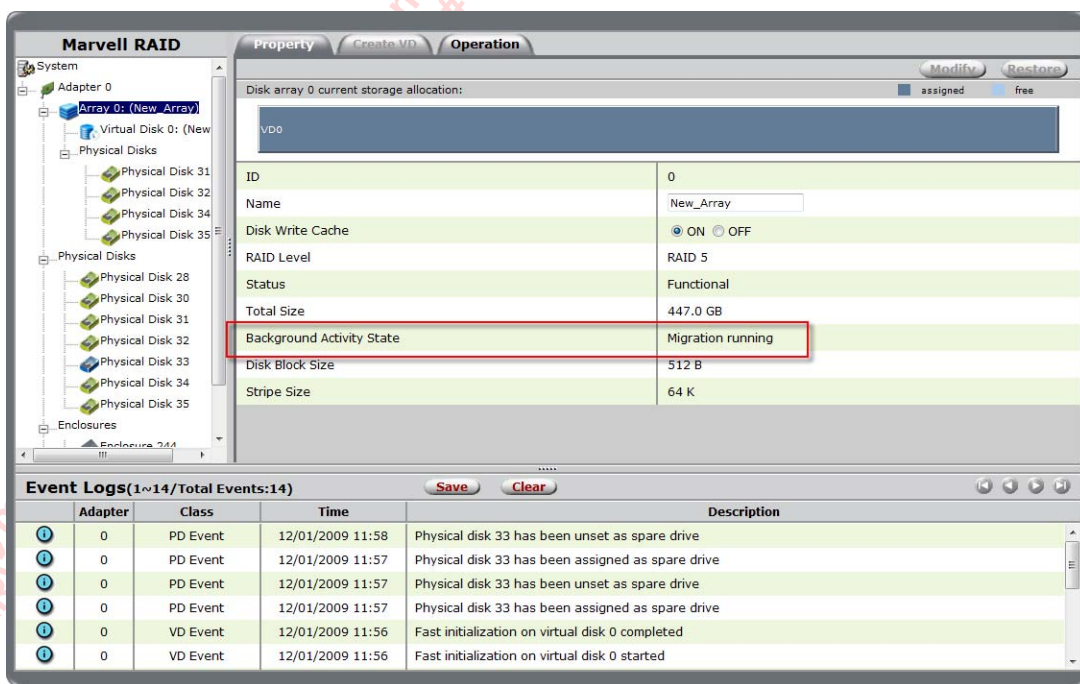 Marvell RAID
Property Create VD Operation
System
Adapter 0
Array 0: (New_Array)
Virtual Disk 0: (New
Physical Disks
Physical Disk 31
Physical Disk 32
Physical Disk 34
Physical Disk 35
Physical Disks
Physical Disk 28
Physical Disk 30
Physical Disk 31
Physical Disk 32
Physical Disk 33
Physical Disk 34
Physical Disk 35
Enclosures
Enclosure 244
Modify Restore
Disk array 0 current storage allocation: assigned free
VD0
ID 0
Name New_Array
Disk Write Cache ON OFF
RAID Level RAID 5
Status Functional
Total Size 447.0 GB
Background Activity State Migration running
Disk Block Size 512 B
Stripe Size 64 K
Event Logs(1~14/Total Events:14) Save Clear
Adapter Class Time Description
0 PD Event 12/01/2009 11:58 Physical disk 33 has been unset as spare drive
0 PD Event 12/01/2009 11:57 Physical disk 33 has been assigned as spare drive
0 PD Event 12/01/2009 11:57 Physical disk 33 has been unset as spare drive
0 PD Event 12/01/2009 11:57 Physical disk 33 has been assigned as spare drive
0 VD Event 12/01/2009 11:56 Fast initialization on virtual disk 0 completed
0 VD Event 12/01/2009 11:56 Fast initialization on virtual disk 0 started